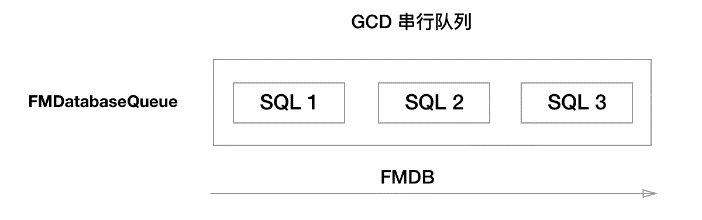 GCD 串行队列
FMDatabaseQueue
SQL 1
SQL 2
SQL 3
FMDB